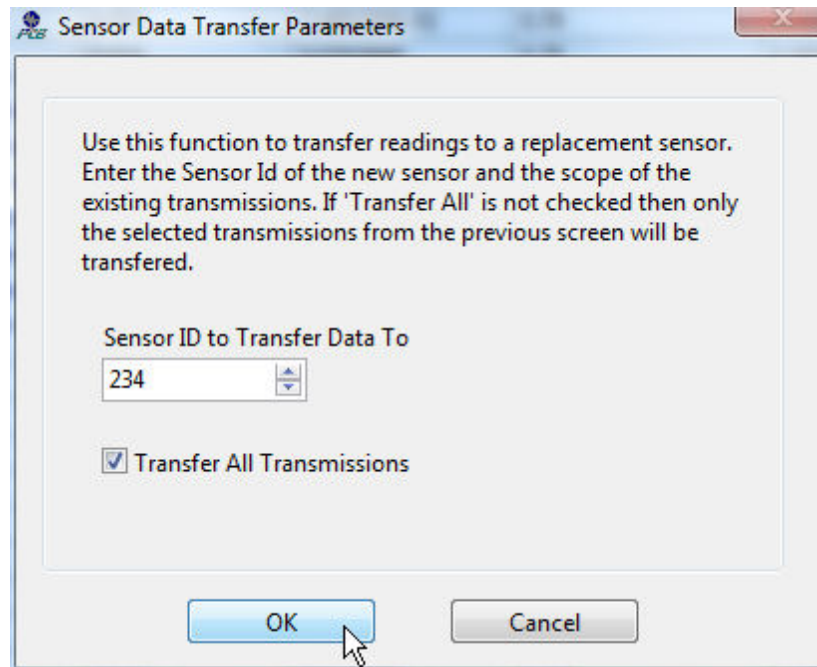 Sensor Data Transfer Parameters
Use this function to transfer readings to a replacement sensor.
Enter the Sensor Id of the new sensor and the scope of the
existing transmissions. If 'Transfer All' is not checked then only
the selected transmissions from the previous screen will be
transfered.
Sensor ID to Transfer Data To
234
Transfer All Transmissions
OK
Cancel